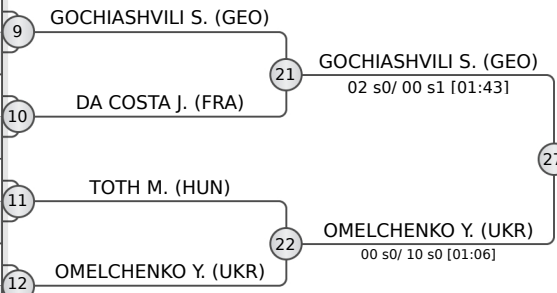 GOCHIASHVILI S. (GEO)
9
21
GOCHIASHVILI S. (GEO)
02 s0/ 00 s1 [01:43]
DA COSTA J. (FRA)
10
27
TOTH M. (HUN)
11
22
OMELCHENKO Y. (UKR)
00 s0/ 10 s0 [01:06]
OMELCHENKO Y. (UKR)
12